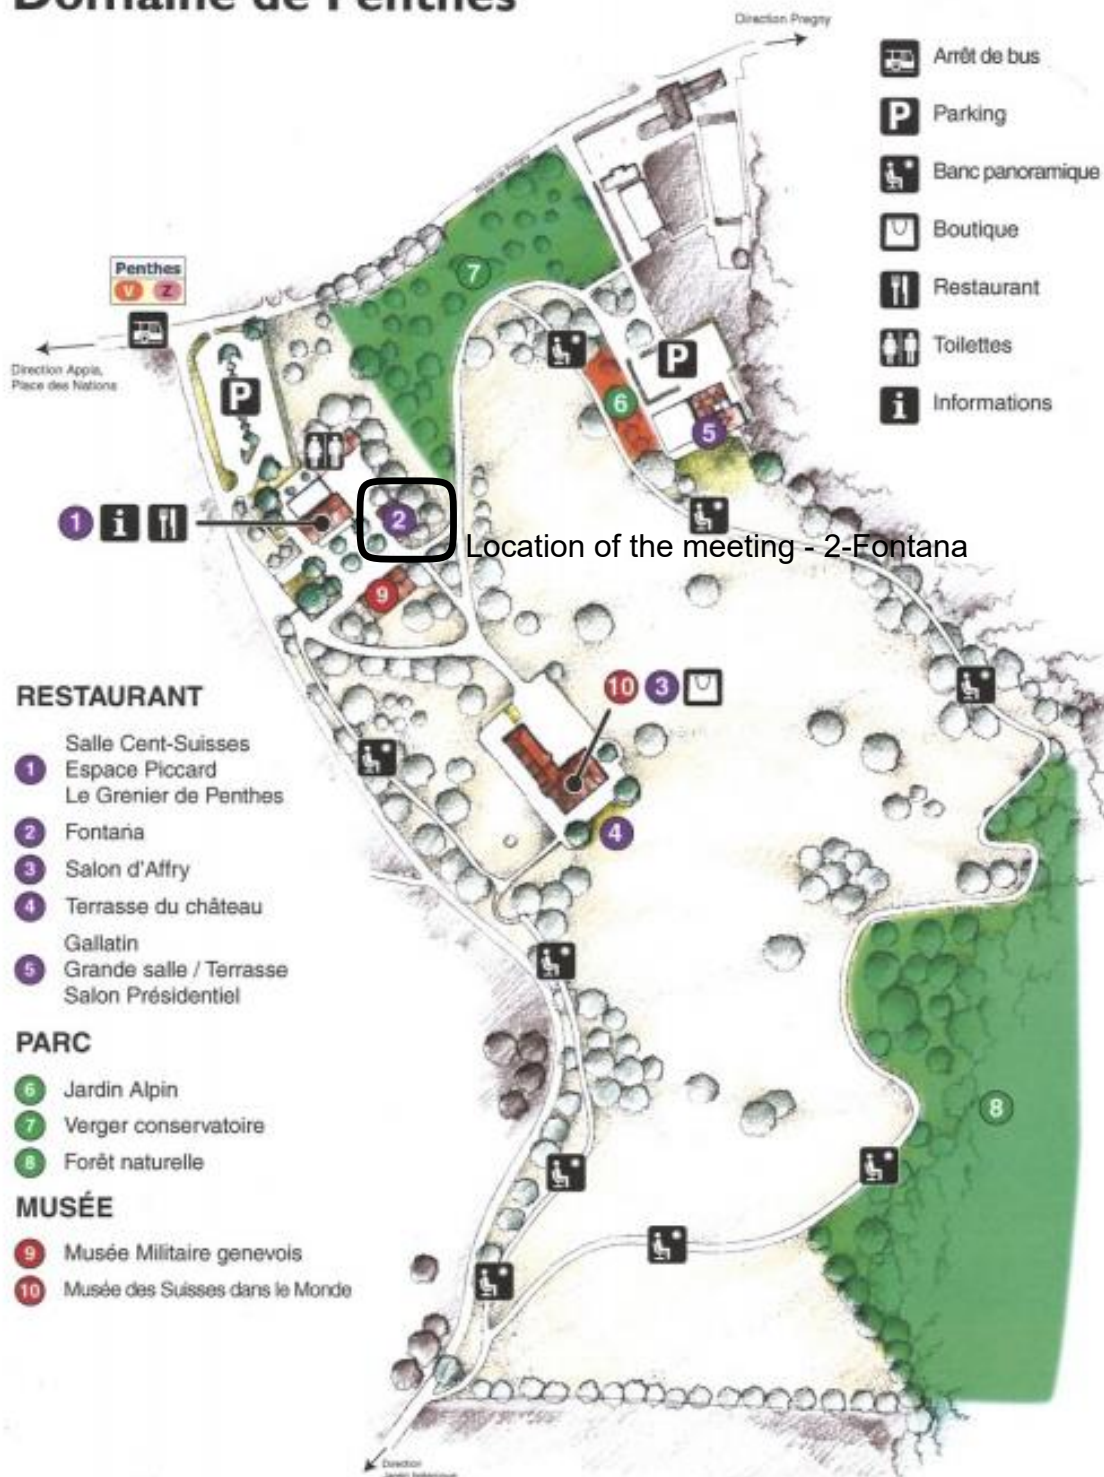 Domaine de Penthes
Direction Pregny
Arrêt de bus
P Parking
Banc panoramique
Boutique
Restaurant
Toilettes
i Informations
Route de Pregny
7
Penthes
V Z
Direction Appia,
Place des Nations
P
P
6
5
1 i
2
Location of the meeting - 2-Fontana
9
10 3
4
8
RESTAURANT
1 Salle Cent-Suisses
Espace Piccard
Le Grenier de Penthes
2 Fontana
3 Salon d'Affry
4 Terrasse du château
5 Gallatin
Grande salle / Terrasse
Salon Présidentiel
PARC
6 Jardin Alpin
7 Verger conservatoire
8 Forêt naturelle
MUSÉE
9 Musée Militaire genevois
10 Musée des Suisses dans le Monde
Direction